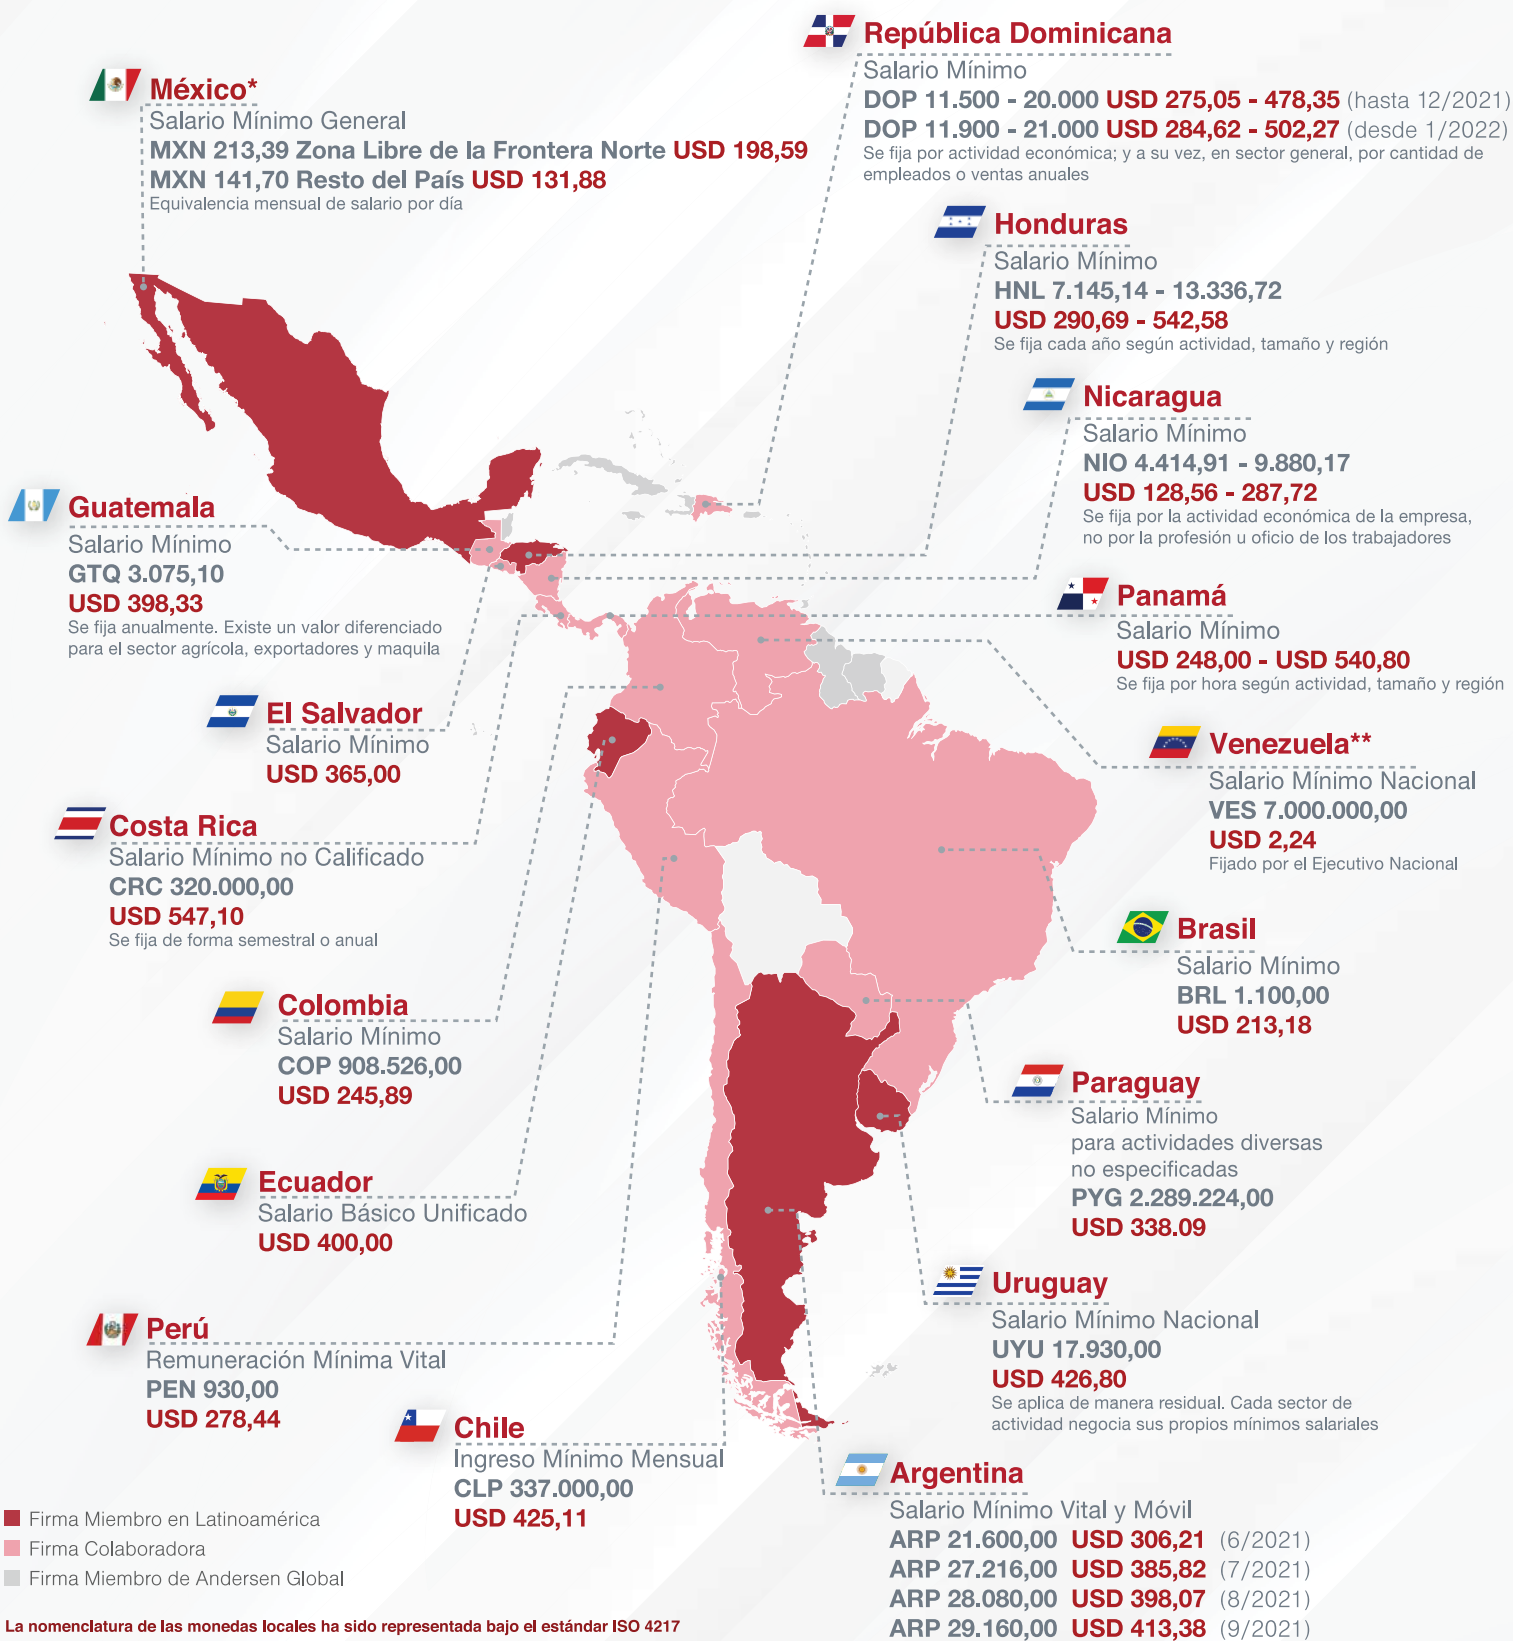 República Dominicana
Salario Mínimo
DOP 11.500 - 20.000 USD 275,05 - 478,35 (hasta 12/2021)
DOP 11.900 - 21.000 USD 284,62 - 502,27 (desde 1/2022)
Se fija por actividad económica; y a su vez, en sector general, por cantidad de
empleados o ventas anuales
México*
Salario Mínimo General
MXN 213,39 Zona Libre de la Frontera Norte USD 198,59
MXN 141,70 Resto del País USD 131,88
Equivalencia mensual de salario por día
Honduras
Salario Mínimo
HNL 7.145,14 - 13.336,72
USD 290,69 - 542,58
Se fija cada año según actividad, tamaño y región
Nicaragua
Salario Mínimo
NIO 4.414,91 - 9.880,17
USD 128,56 - 287,72
Se fija por la actividad económica de la empresa,
no por la profesión u oficio de los trabajadores
Guatemala
Salario Mínimo
GTQ 3.075,10
USD 398,33
Se fija anualmente. Existe un valor diferenciado
para el sector agrícola, exportadores y maquila
Panamá
Salario Mínimo
USD 248,00 - USD 540,80
Se fija por hora según actividad, tamaño y región
El Salvador
Salario Mínimo
USD 365,00
Venezuela**
Salario Mínimo Nacional
VES 7.000.000,00
USD 2,24
Fijado por el Ejecutivo Nacional
Costa Rica
Salario Mínimo no Calificado
CRC 320.000,00
USD 547,10
Se fija de forma semestral o anual
Brasil
Salario Mínimo
BRL 1.100,00
USD 213,18
Colombia
Salario Mínimo
COP 908.526,00
USD 245,89
Paraguay
Salario Mínimo
para actividades diversas
no especificadas
PYG 2.289.224,00
USD 338.09
Ecuador
Salario Básico Unificado
USD 400,00
Uruguay
Salario Mínimo Nacional
UYU 17.930,00
USD 426,80
Se aplica de manera residual. Cada sector de
actividad negocia sus propios mínimos salariales
Perú
Remuneración Mínima Vital
PEN 930,00
USD 278,44
Chile
Ingreso Mínimo Mensual
CLP 337.000,00
USD 425,11
Argentina
Salario Mínimo Vital y Móvil
ARP 21.600,00 USD 306,21 (6/2021)
ARP 27.216,00 USD 385,82 (7/2021)
ARP 28.080,00 USD 398,07 (8/2021)
ARP 29.160,00 USD 413,38 (9/2021)
Firma Miembro en Latinoamérica
Firma Colaboradora
Firma Miembro de Andersen Global
La nomenclatura de las monedas locales ha sido representada bajo el estándar ISO 4217